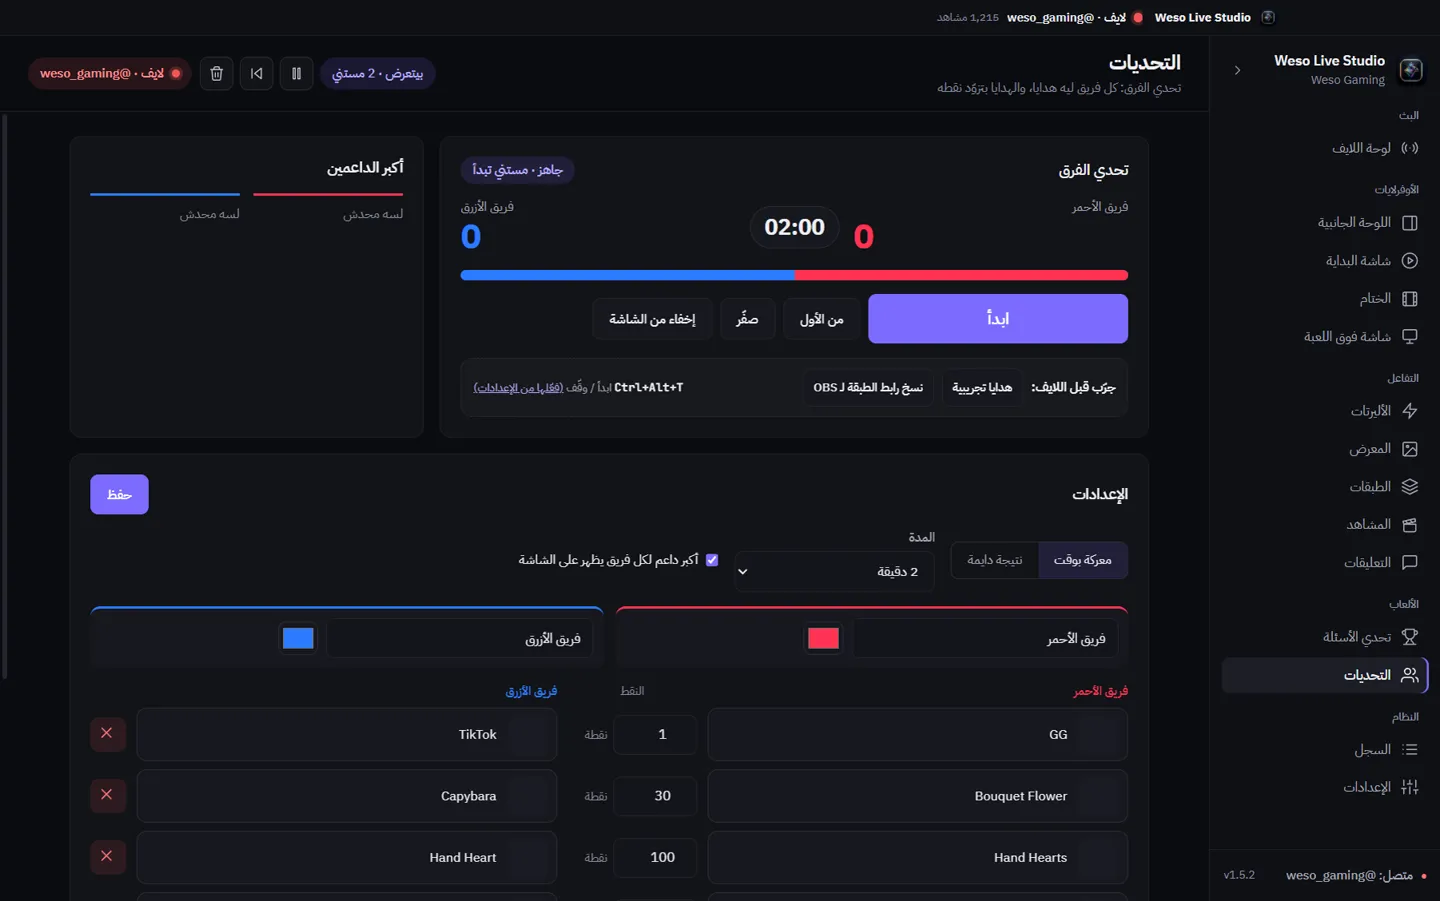 Weso Live Studio
لايف · @weso_gaming
1,215 مشاهد
Weso Live Studio
Weso Gaming
البث
لوحة اللايف
الأوفرلايات
اللوحة الجانبية
شاشة البداية
الختام
شاشة فوق اللعبة
التفاعل
الأليرتات
المعرض
الطبقات
المشاهد
التعليقات
الألعاب
تحدي الأسئلة
التحديات
النظام
السجل
الإعدادات
متصل: @weso_gaming
v1.5.2
التحديات
تحدي الفرق: كل فريق ليه هدايا، والهدايا بتزوّد نقطه
بيتعرض · 2 مستني
لايف · @weso_gaming
تحدي الفرق
جاهز · مستني تبدأ
فريق الأحمر
0
02:00
فريق الأزرق
0
ابدأ
من الأول
صفّر
إخفاء من الشاشة
جرّب قبل اللايف:
هدايا تجريبية
نسخ رابط الطبقة لـ OBS
Ctrl+Alt+T ابدأ / وقّف (فعّلها من الإعدادات)
أكبر الداعمين
لسه محدش
لسه محدش
الإعدادات
حفظ
معركة بوقت
نتيجة دايمة
المدة
2 دقيقة
أكبر داعم لكل فريق يظهر على الشاشة
فريق الأحمر
فريق الأزرق
فريق الأحمر
النقط
فريق الأزرق
GG
1
نقطة
TikTok
Bouquet Flower
30
نقطة
Capybara
Hand Hearts
100
نقطة
Hand Heart